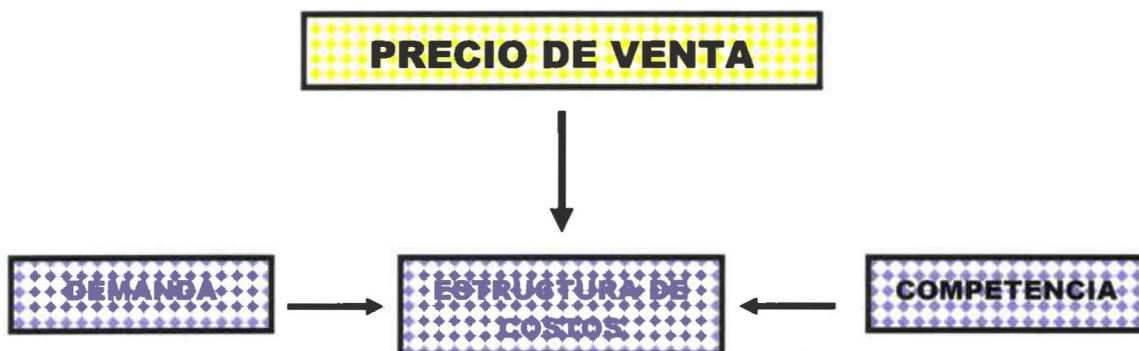 PRECIO DE VENTA
DEMANDA
ESTRUCTURA DE
COSTOS
COMPETENCIA